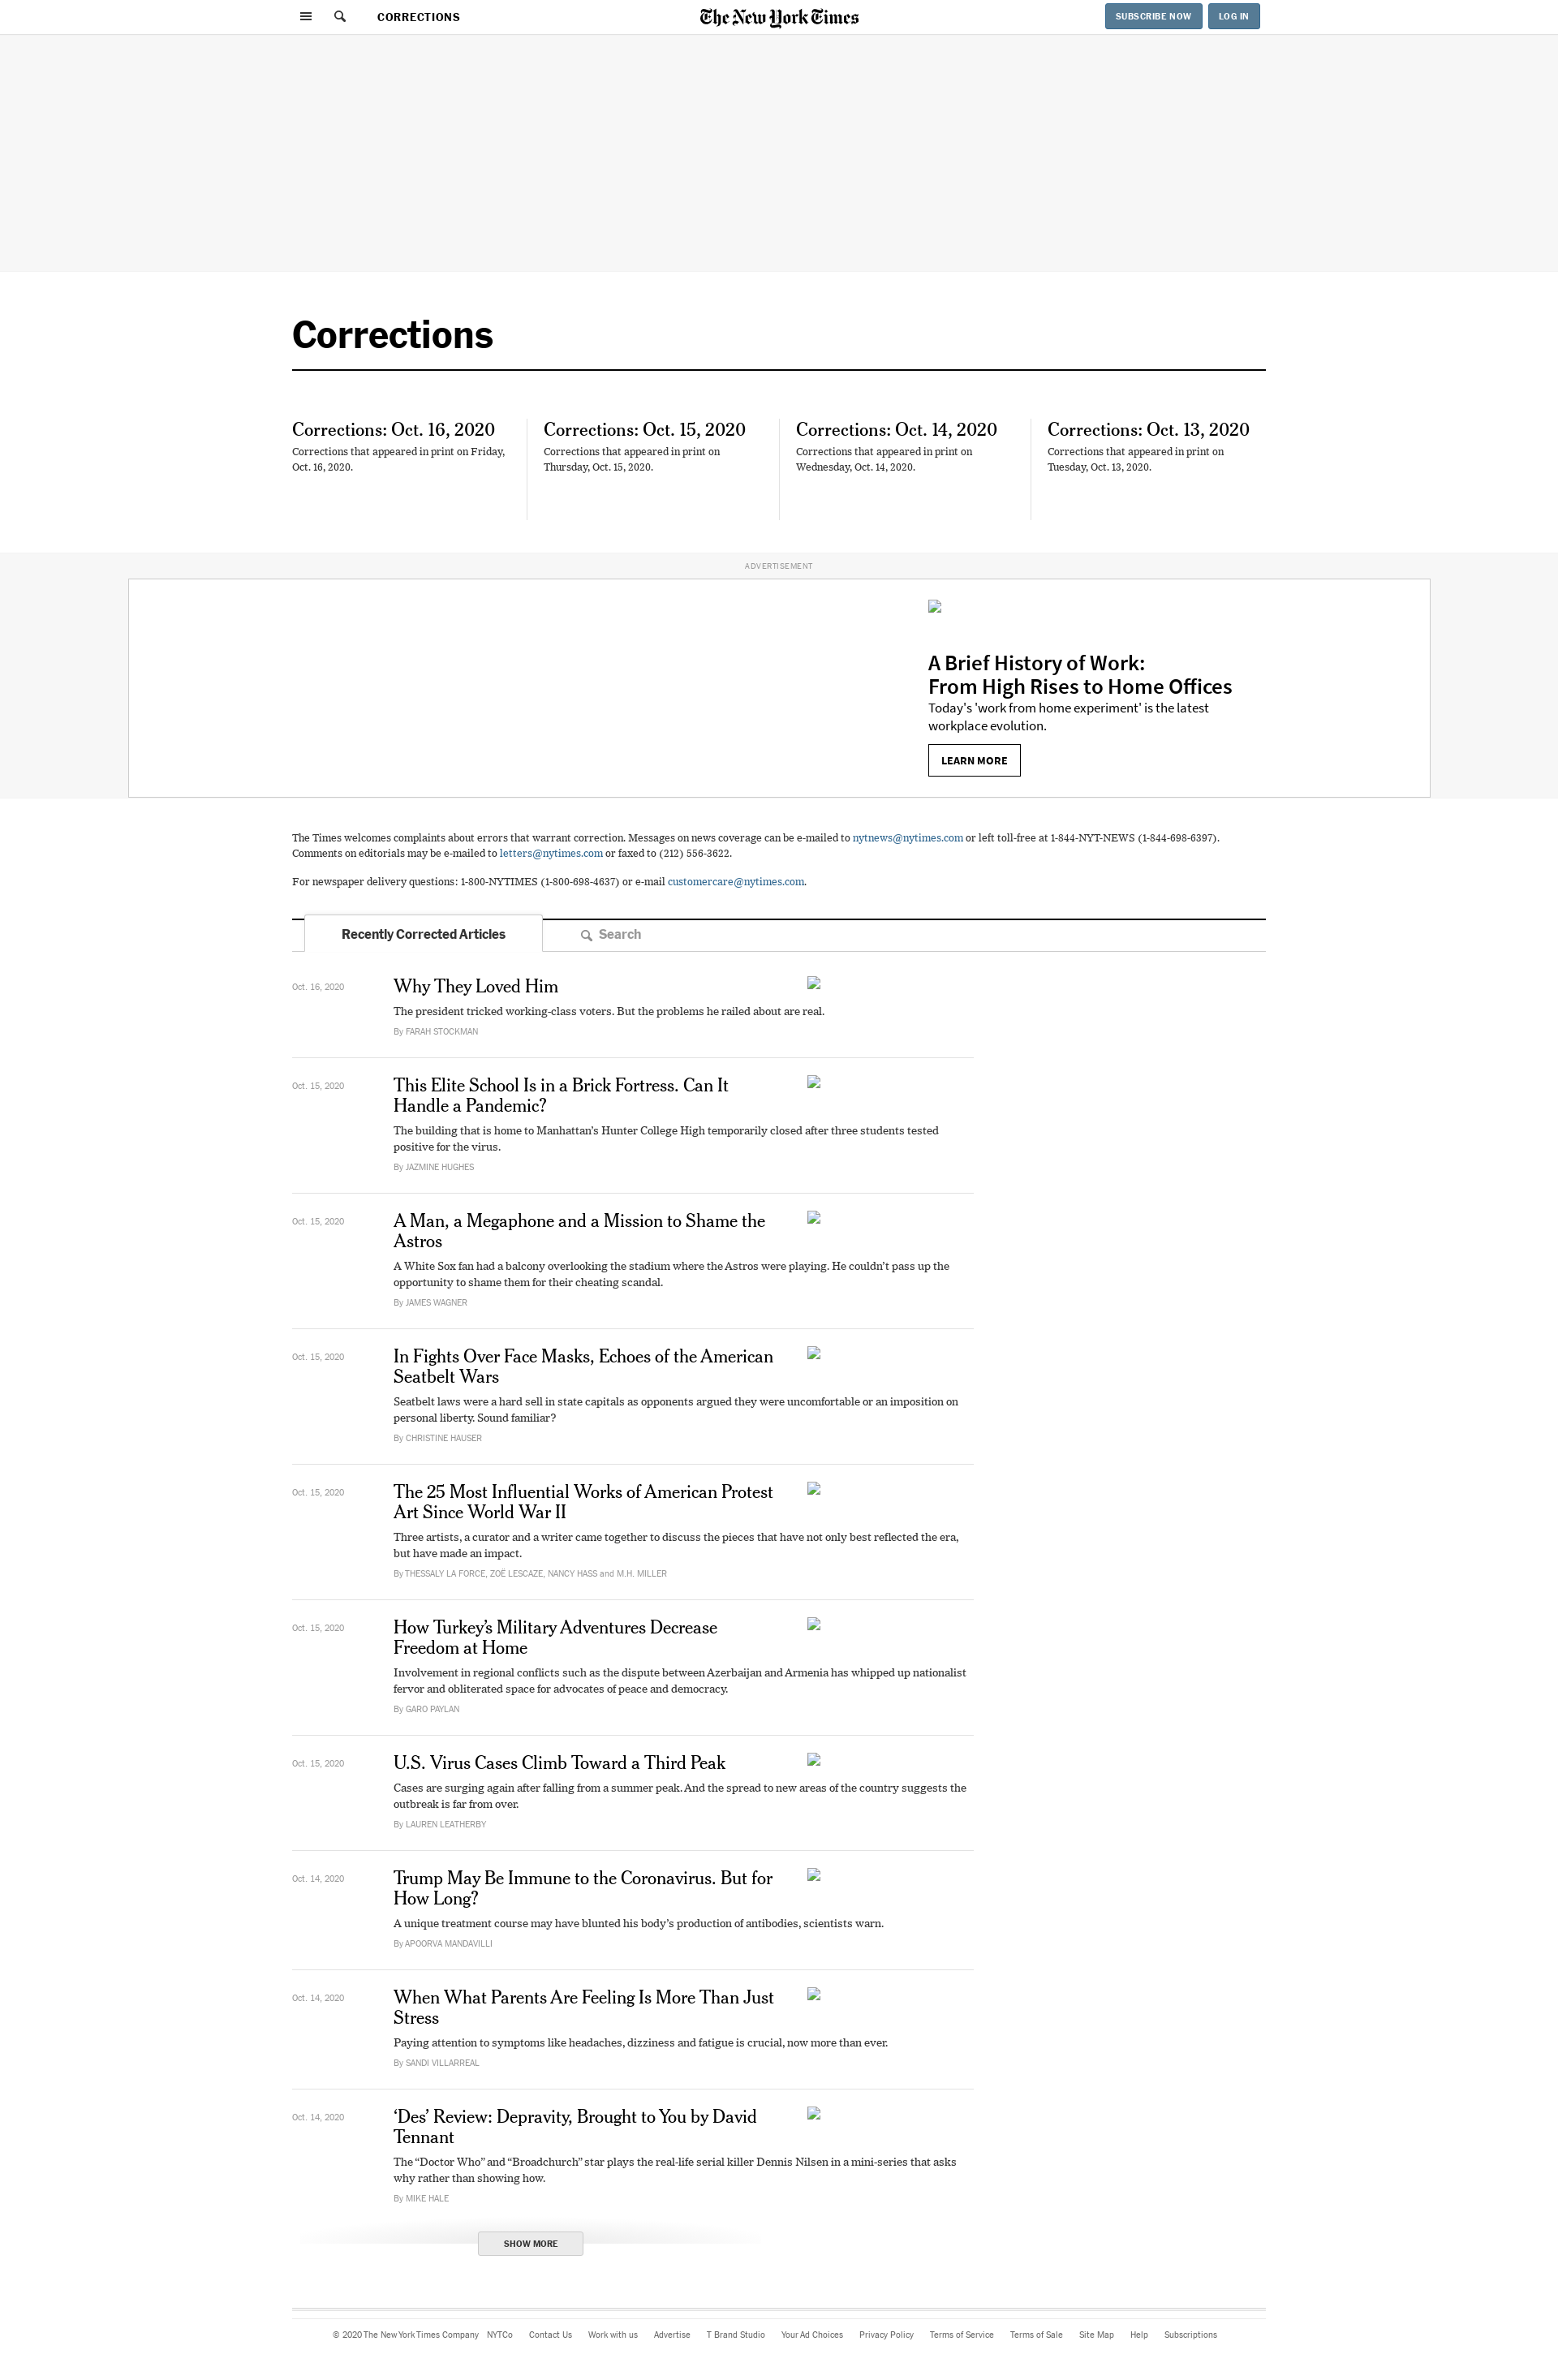 CORRECTIONS
The New York Times
SUBSCRIBE NOW
LOG IN
Corrections
Corrections: Oct. 16, 2020
Corrections that appeared in print on Friday,
Oct. 16, 2020.
Corrections: Oct. 15, 2020
Corrections that appeared in print on
Thursday, Oct. 15, 2020.
Corrections: Oct. 14, 2020
Corrections that appeared in print on
Wednesday, Oct. 14, 2020.
Corrections: Oct. 13, 2020
Corrections that appeared in print on
Tuesday, Oct. 13, 2020.
ADVERTISEMENT
A Brief History of Work:
From High Rises to Home Offices
Today's 'work from home experiment' is the latest
workplace evolution.
LEARN MORE
The Times welcomes complaints about errors that warrant correction. Messages on news coverage can be e-mailed to nytnews@nytimes.com or left toll-free at 1-844-NYT-NEWS (1-844-698-6397).
Comments on editorials may be e-mailed to letters@nytimes.com or faxed to (212) 556-3622.
For newspaper delivery questions: 1-800-NYTIMES (1-800-698-4637) or e-mail customercare@nytimes.com.
Recently Corrected Articles
Search
Oct. 16, 2020
Why They Loved Him
The president tricked working-class voters. But the problems he railed about are real.
By FARAH STOCKMAN
Oct. 15, 2020
This Elite School Is in a Brick Fortress. Can It
Handle a Pandemic?
The building that is home to Manhattan's Hunter College High temporarily closed after three students tested
positive for the virus.
By JAZMINE HUGHES
Oct. 15, 2020
A Man, a Megaphone and a Mission to Shame the
Astros
A White Sox fan had a balcony overlooking the stadium where the Astros were playing. He couldn't pass up the
opportunity to shame them for their cheating scandal.
By JAMES WAGNER
Oct. 15, 2020
In Fights Over Face Masks, Echoes of the American
Seatbelt Wars
Seatbelt laws were a hard sell in state capitals as opponents argued they were uncomfortable or an imposition on
personal liberty. Sound familiar?
By CHRISTINE HAUSER
Oct. 15, 2020
The 25 Most Influential Works of American Protest
Art Since World War II
Three artists, a curator and a writer came together to discuss the pieces that have not only best reflected the era,
but have made an impact.
By THESSALY LA FORCE, ZOË LESCAZE, NANCY HASS and M.H. MILLER
Oct. 15, 2020
How Turkey’s Military Adventures Decrease
Freedom at Home
Involvement in regional conflicts such as the dispute between Azerbaijan and Armenia has whipped up nationalist
fervor and obliterated space for advocates of peace and democracy.
By GARO PAYLAN
Oct. 15, 2020
U.S. Virus Cases Climb Toward a Third Peak
Cases are surging again after falling from a summer peak. And the spread to new areas of the country suggests the
outbreak is far from over.
By LAUREN LEATHERBY
Oct. 14, 2020
Trump May Be Immune to the Coronavirus. But for
How Long?
A unique treatment course may have blunted his body's production of antibodies, scientists warn.
By APOORVA MANDAVILLI
Oct. 14, 2020
When What Parents Are Feeling Is More Than Just
Stress
Paying attention to symptoms like headaches, dizziness and fatigue is crucial, now more than ever.
By SANDI VILLARREAL
Oct. 14, 2020
‘Des’ Review: Depravity, Brought to You by David
Tennant
The “Doctor Who” and “Broadchurch” star plays the real-life serial killer Dennis Nilsen in a mini-series that asks
why rather than showing how.
By MIKE HALE
SHOW MORE
© 2020 The New York Times Company NYTCo Contact Us Work with us Advertise T Brand Studio Your Ad Choices Privacy Policy Terms of Service Terms of Sale Site Map Help Subscriptions